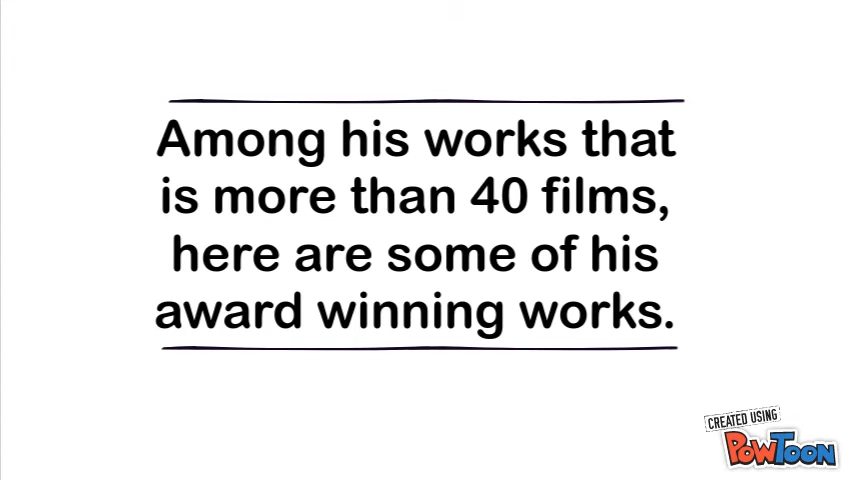 Among his works that
is more than 40 films,
here are some of his
award winning works.
CREATED USING
POWTOON